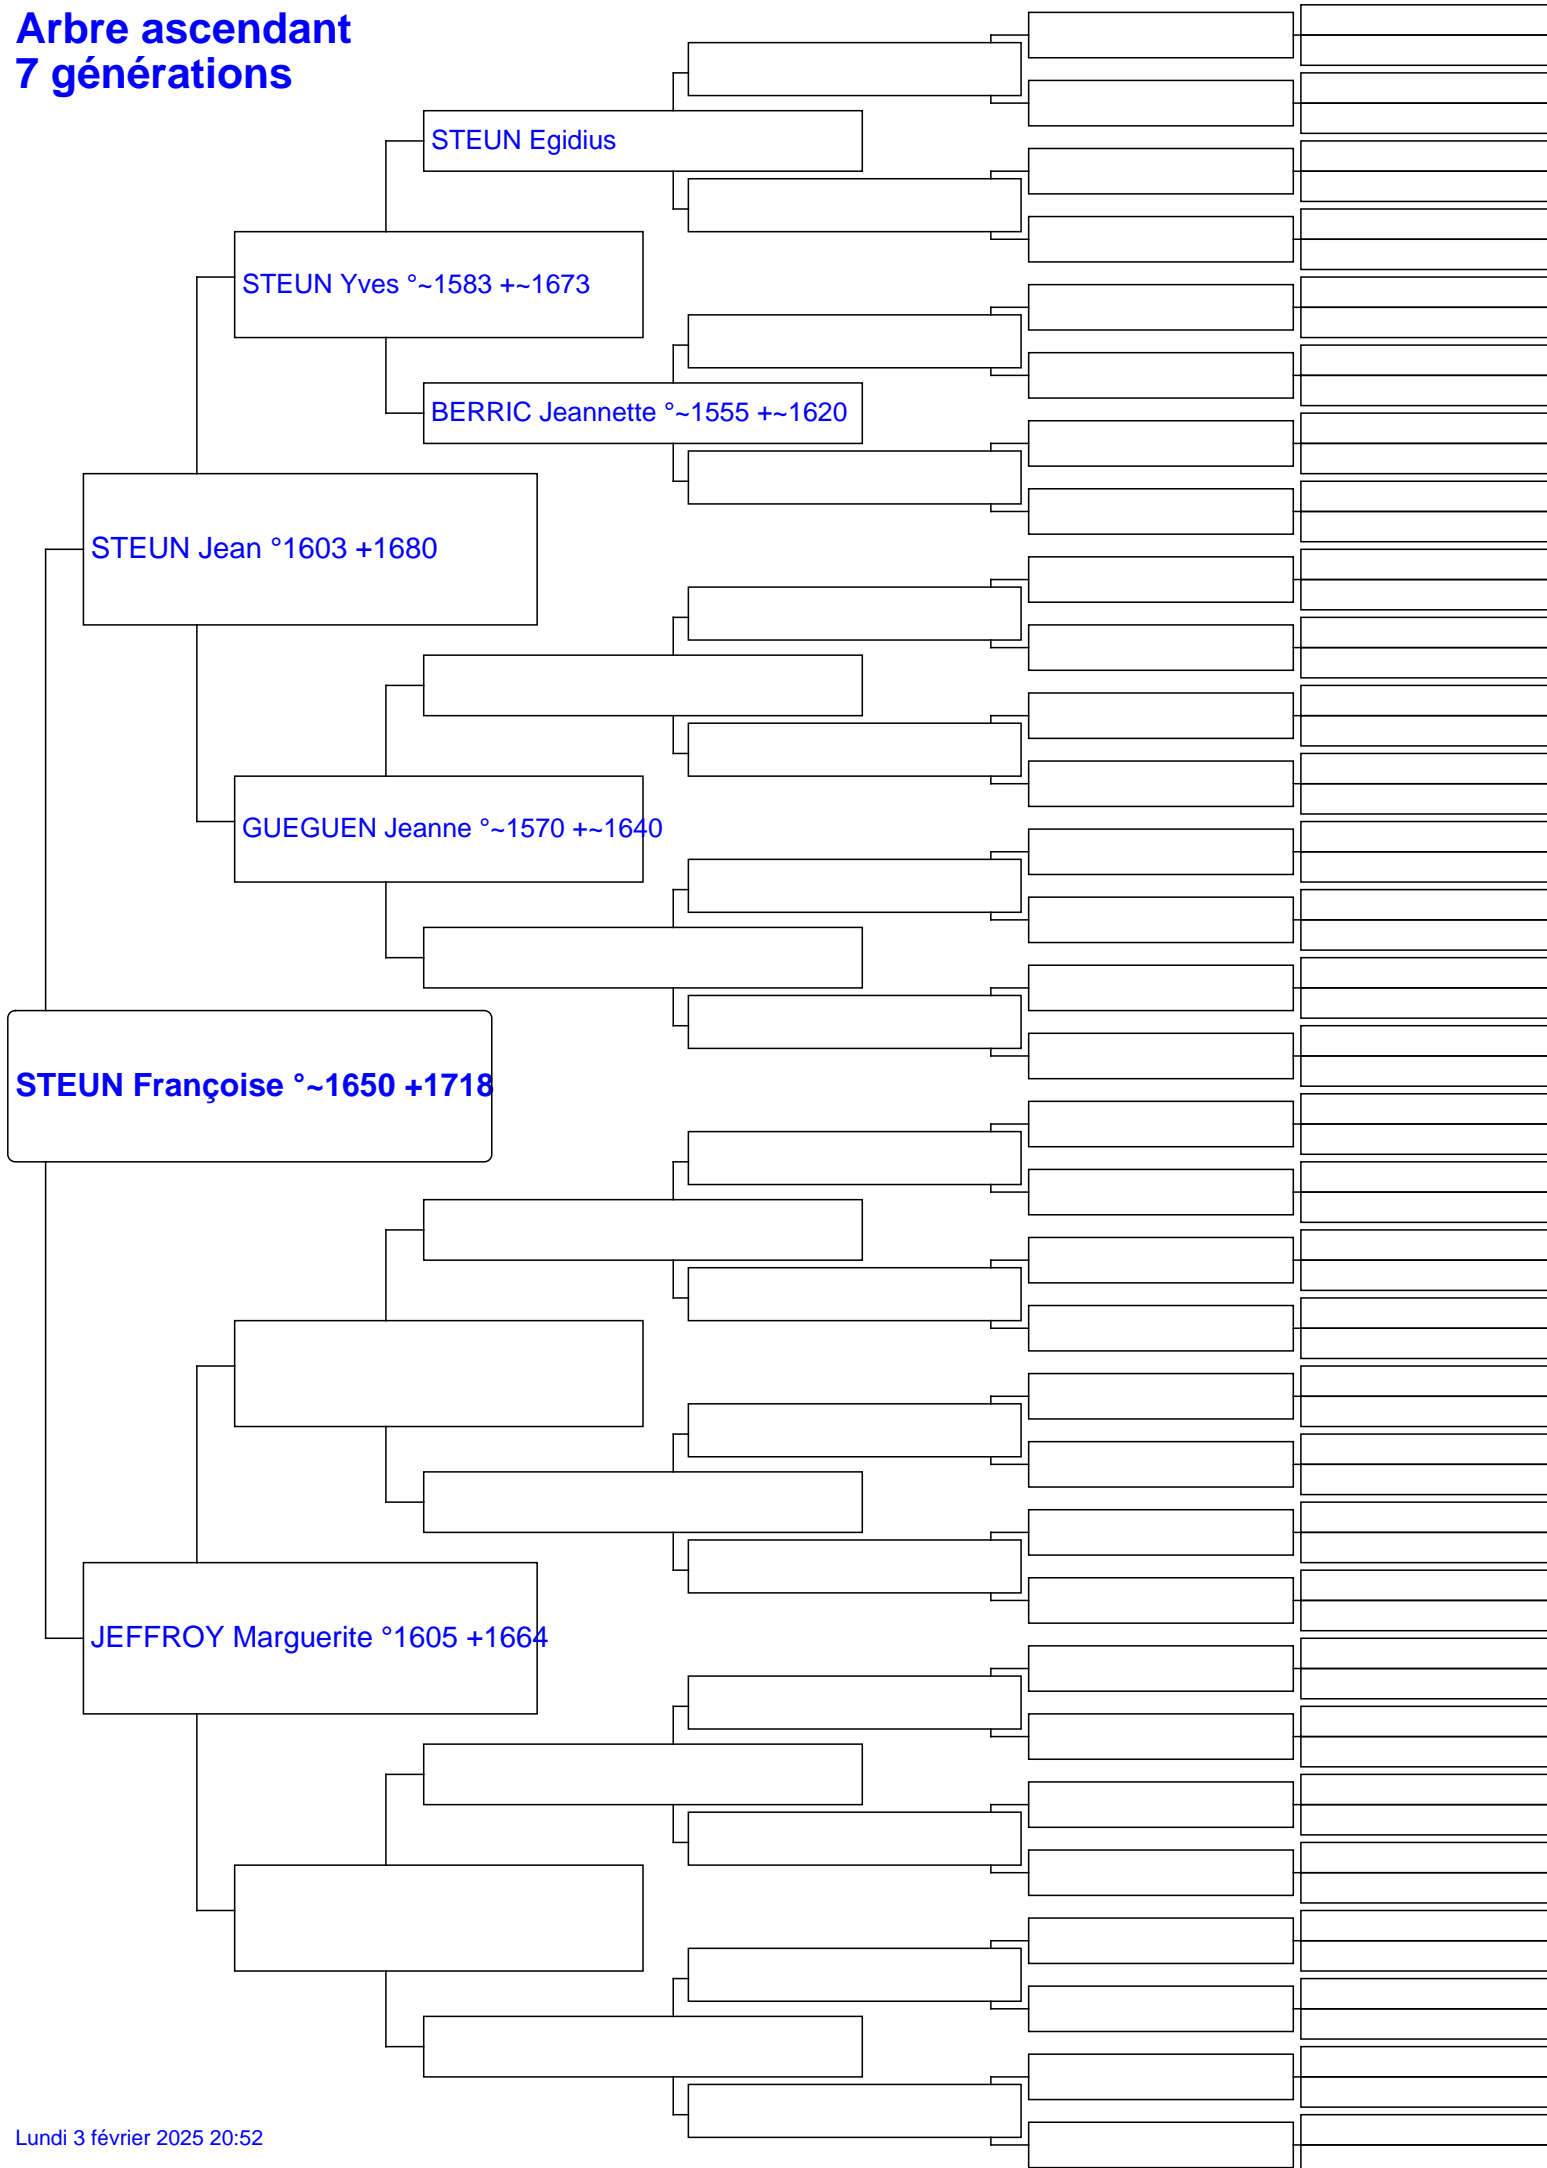 Arbre ascendant
7 générations
STEUN Egidius
STEUN Yves °~1583 +~1673
BERRIC Jeannette °~1555 +~1620
STEUN Jean °1603 +1680
GUEGUEN Jeanne °~1570 +~1640
STEUN Françoise °~1650 +1718
JEFFROY Marguerite °1605 +1664
Lundi 3 février 2025 20:52